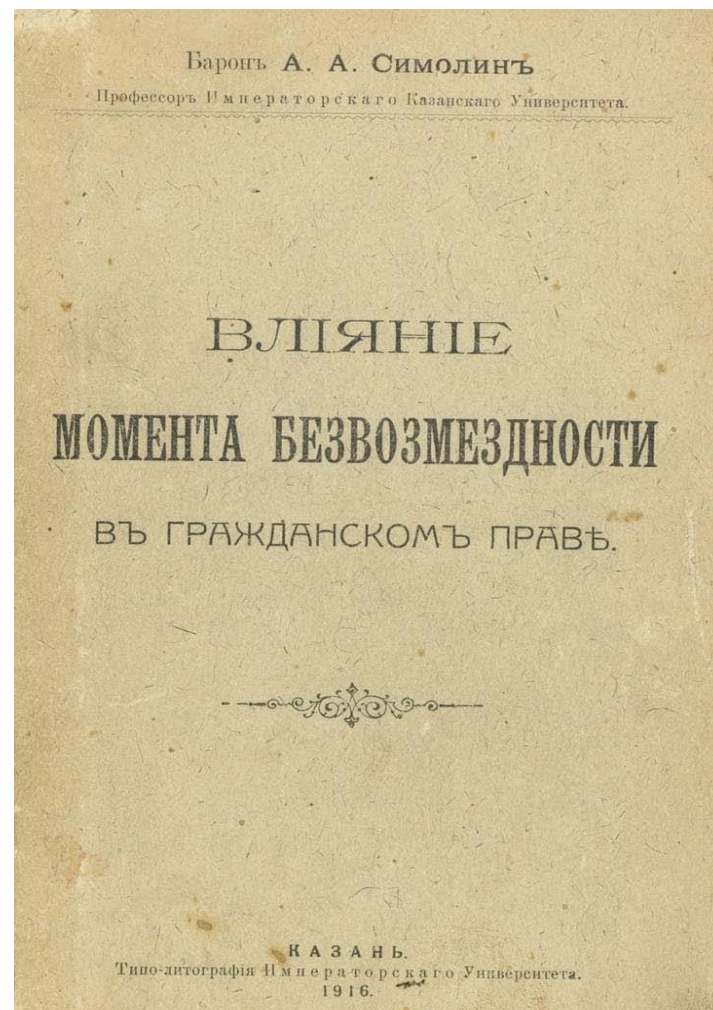 Баронъ А. А. Симолинъ
Профессоръ Императорскаго Казанскаго Университета.
ВЛІЯНІЕ
МОМЕНТА БЕЗВОЗМЕЗДНОСТИ
ВЪ ГРАЖДАНСКОМЪ ПРАВѢ.
КАЗАНЬ.
Типо-литографія Императорскаго Университета.
1916.